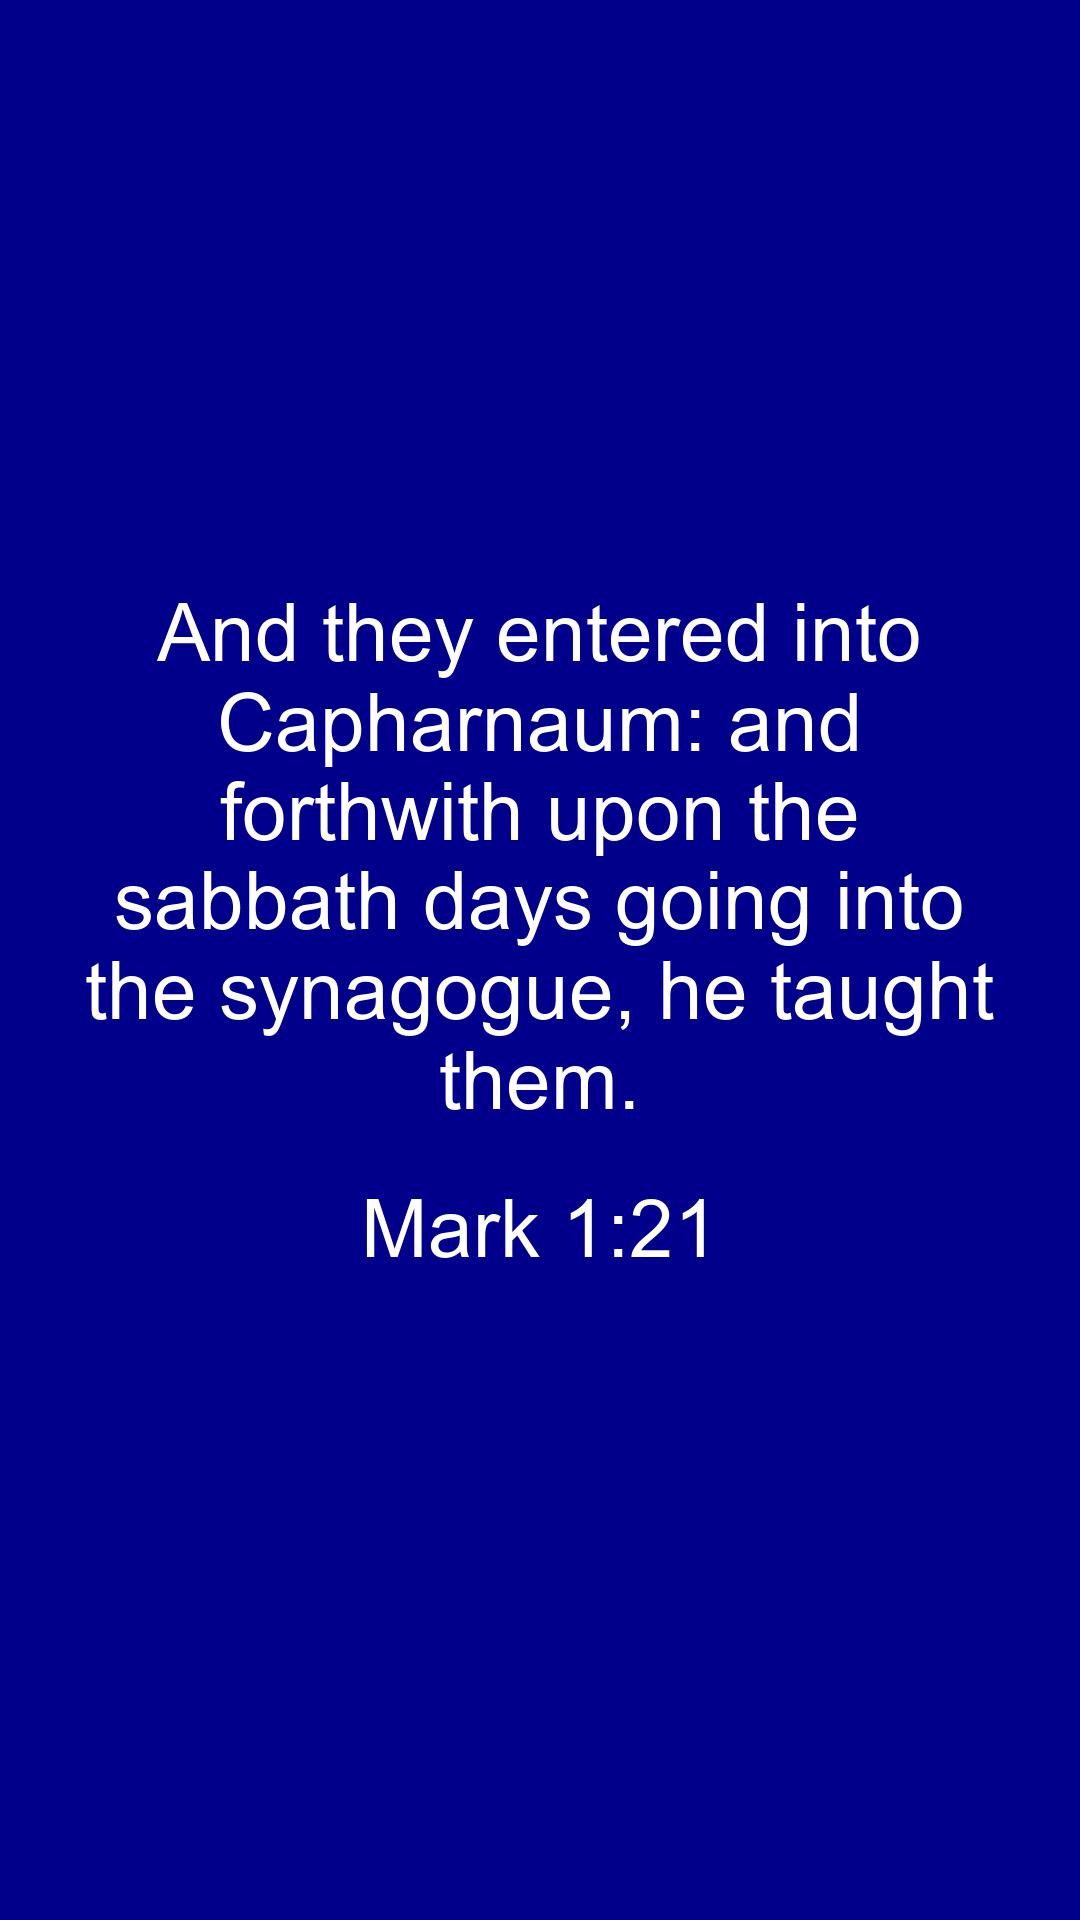 And they entered into
Capharnaum: and
forthwith upon the
sabbath days going into
the synagogue, he taught
them.
Mark 1:21